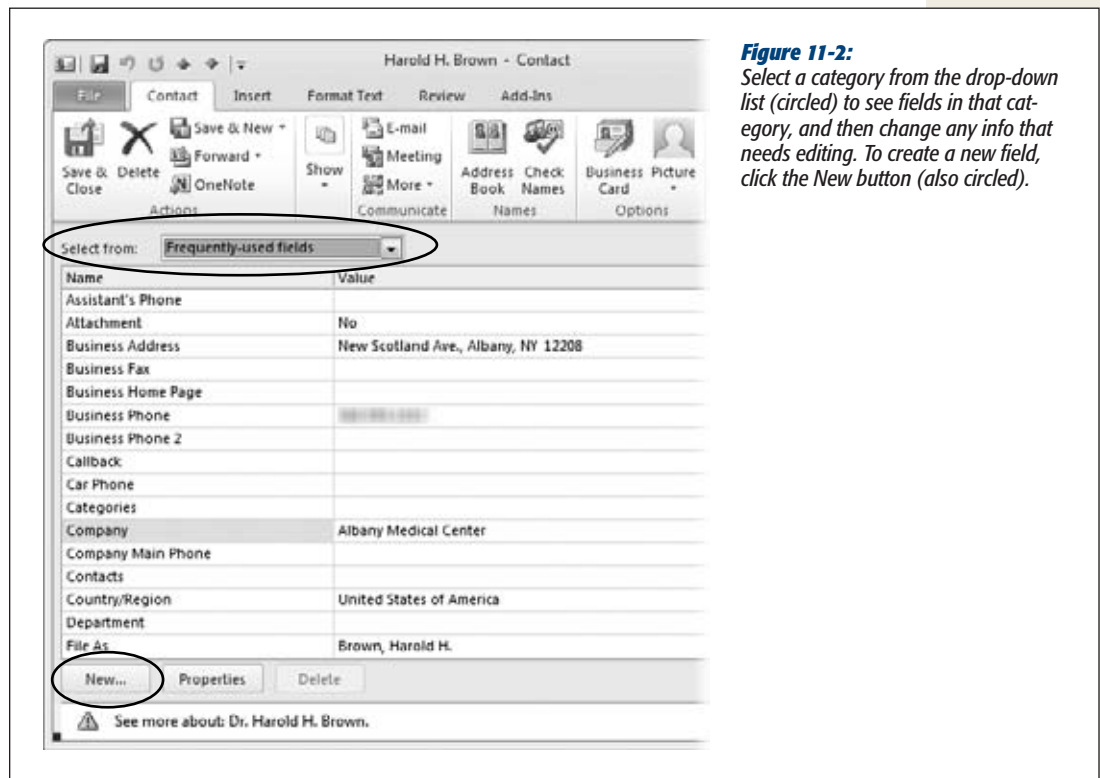 Harold H. Brown - Contact
File Contact Insert Format Text Review Add-Ins
Save & Close
Delete
Save & New
Forward
OneNote
Actions
Show
E-mail
Meeting
More
Communicate
Address Book
Check Names
Names
Business Card
Picture
Options
Select from: Frequently-used fields
Name Value
Assistant's Phone
Attachment No
Business Address New Scotland Ave., Albany, NY 12208
Business Fax
Business Home Page
Business Phone
Business Phone 2
Callback
Car Phone
Categories
Company Albany Medical Center
Company Main Phone
Contacts
Country/Region United States of America
Department
File As Brown, Harold H.
New... Properties Delete
See more about: Dr. Harold H. Brown.
Figure 11-2:
Select a category from the drop-down
list (circled) to see fields in that cat-
egory, and then change any info that
needs editing. To create a new field,
click the New button (also circled).